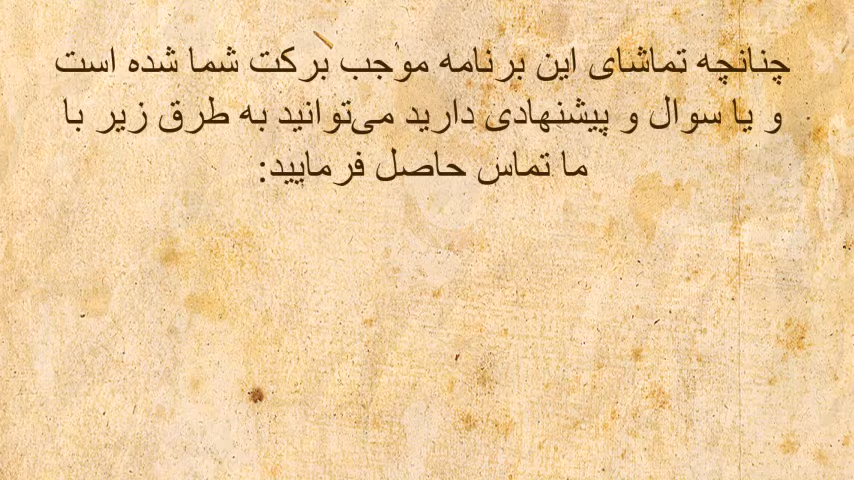 چنانچه تماشای این برنامه موجب برکت شما شده است
و یا سوال و پیشنهادی دارید می‌توانید به طرق زیر با
ما تماس حاصل فرمایید: